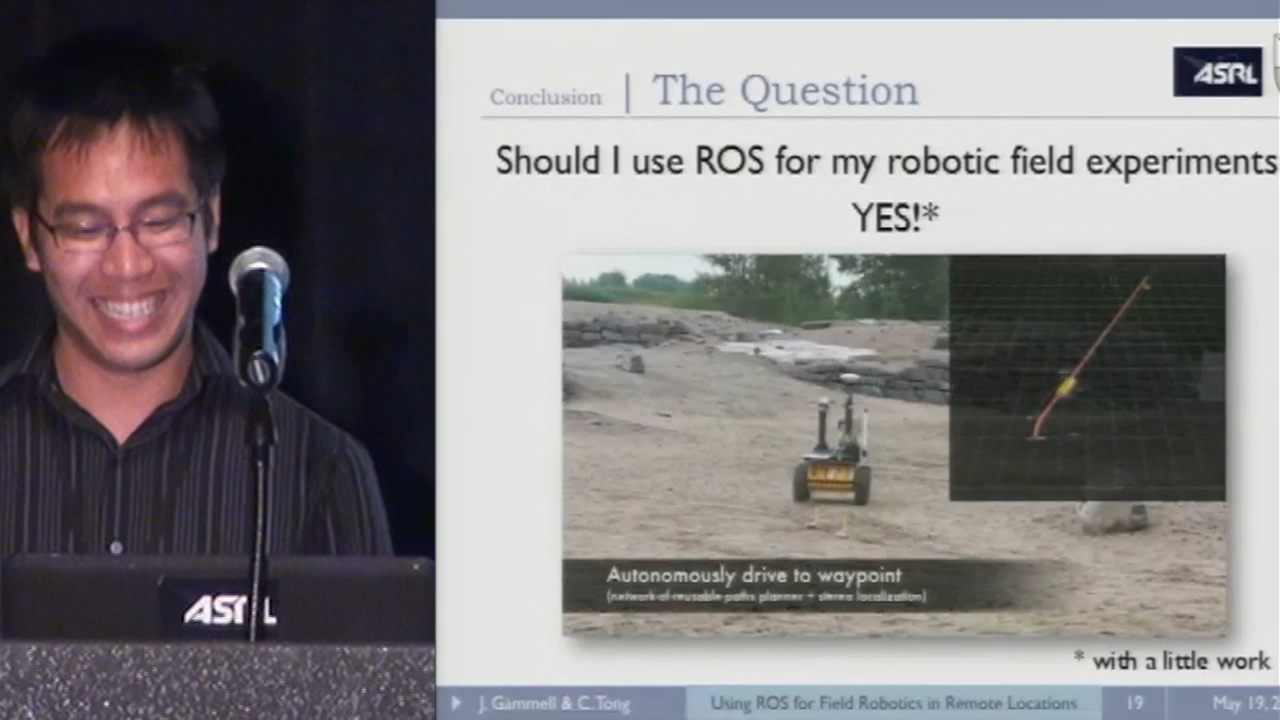 Conclusion | The Question
ASRL
Should I use ROS for my robotic field experiments
YES!*
Autonomously drive to waypoint
(network-of-reusable-paths planner + stereo localization)
* with a little work
ASRL
J. Gammell & C. Tong
Using ROS for Field Robotics in Remote Locations
19
May 19, 2